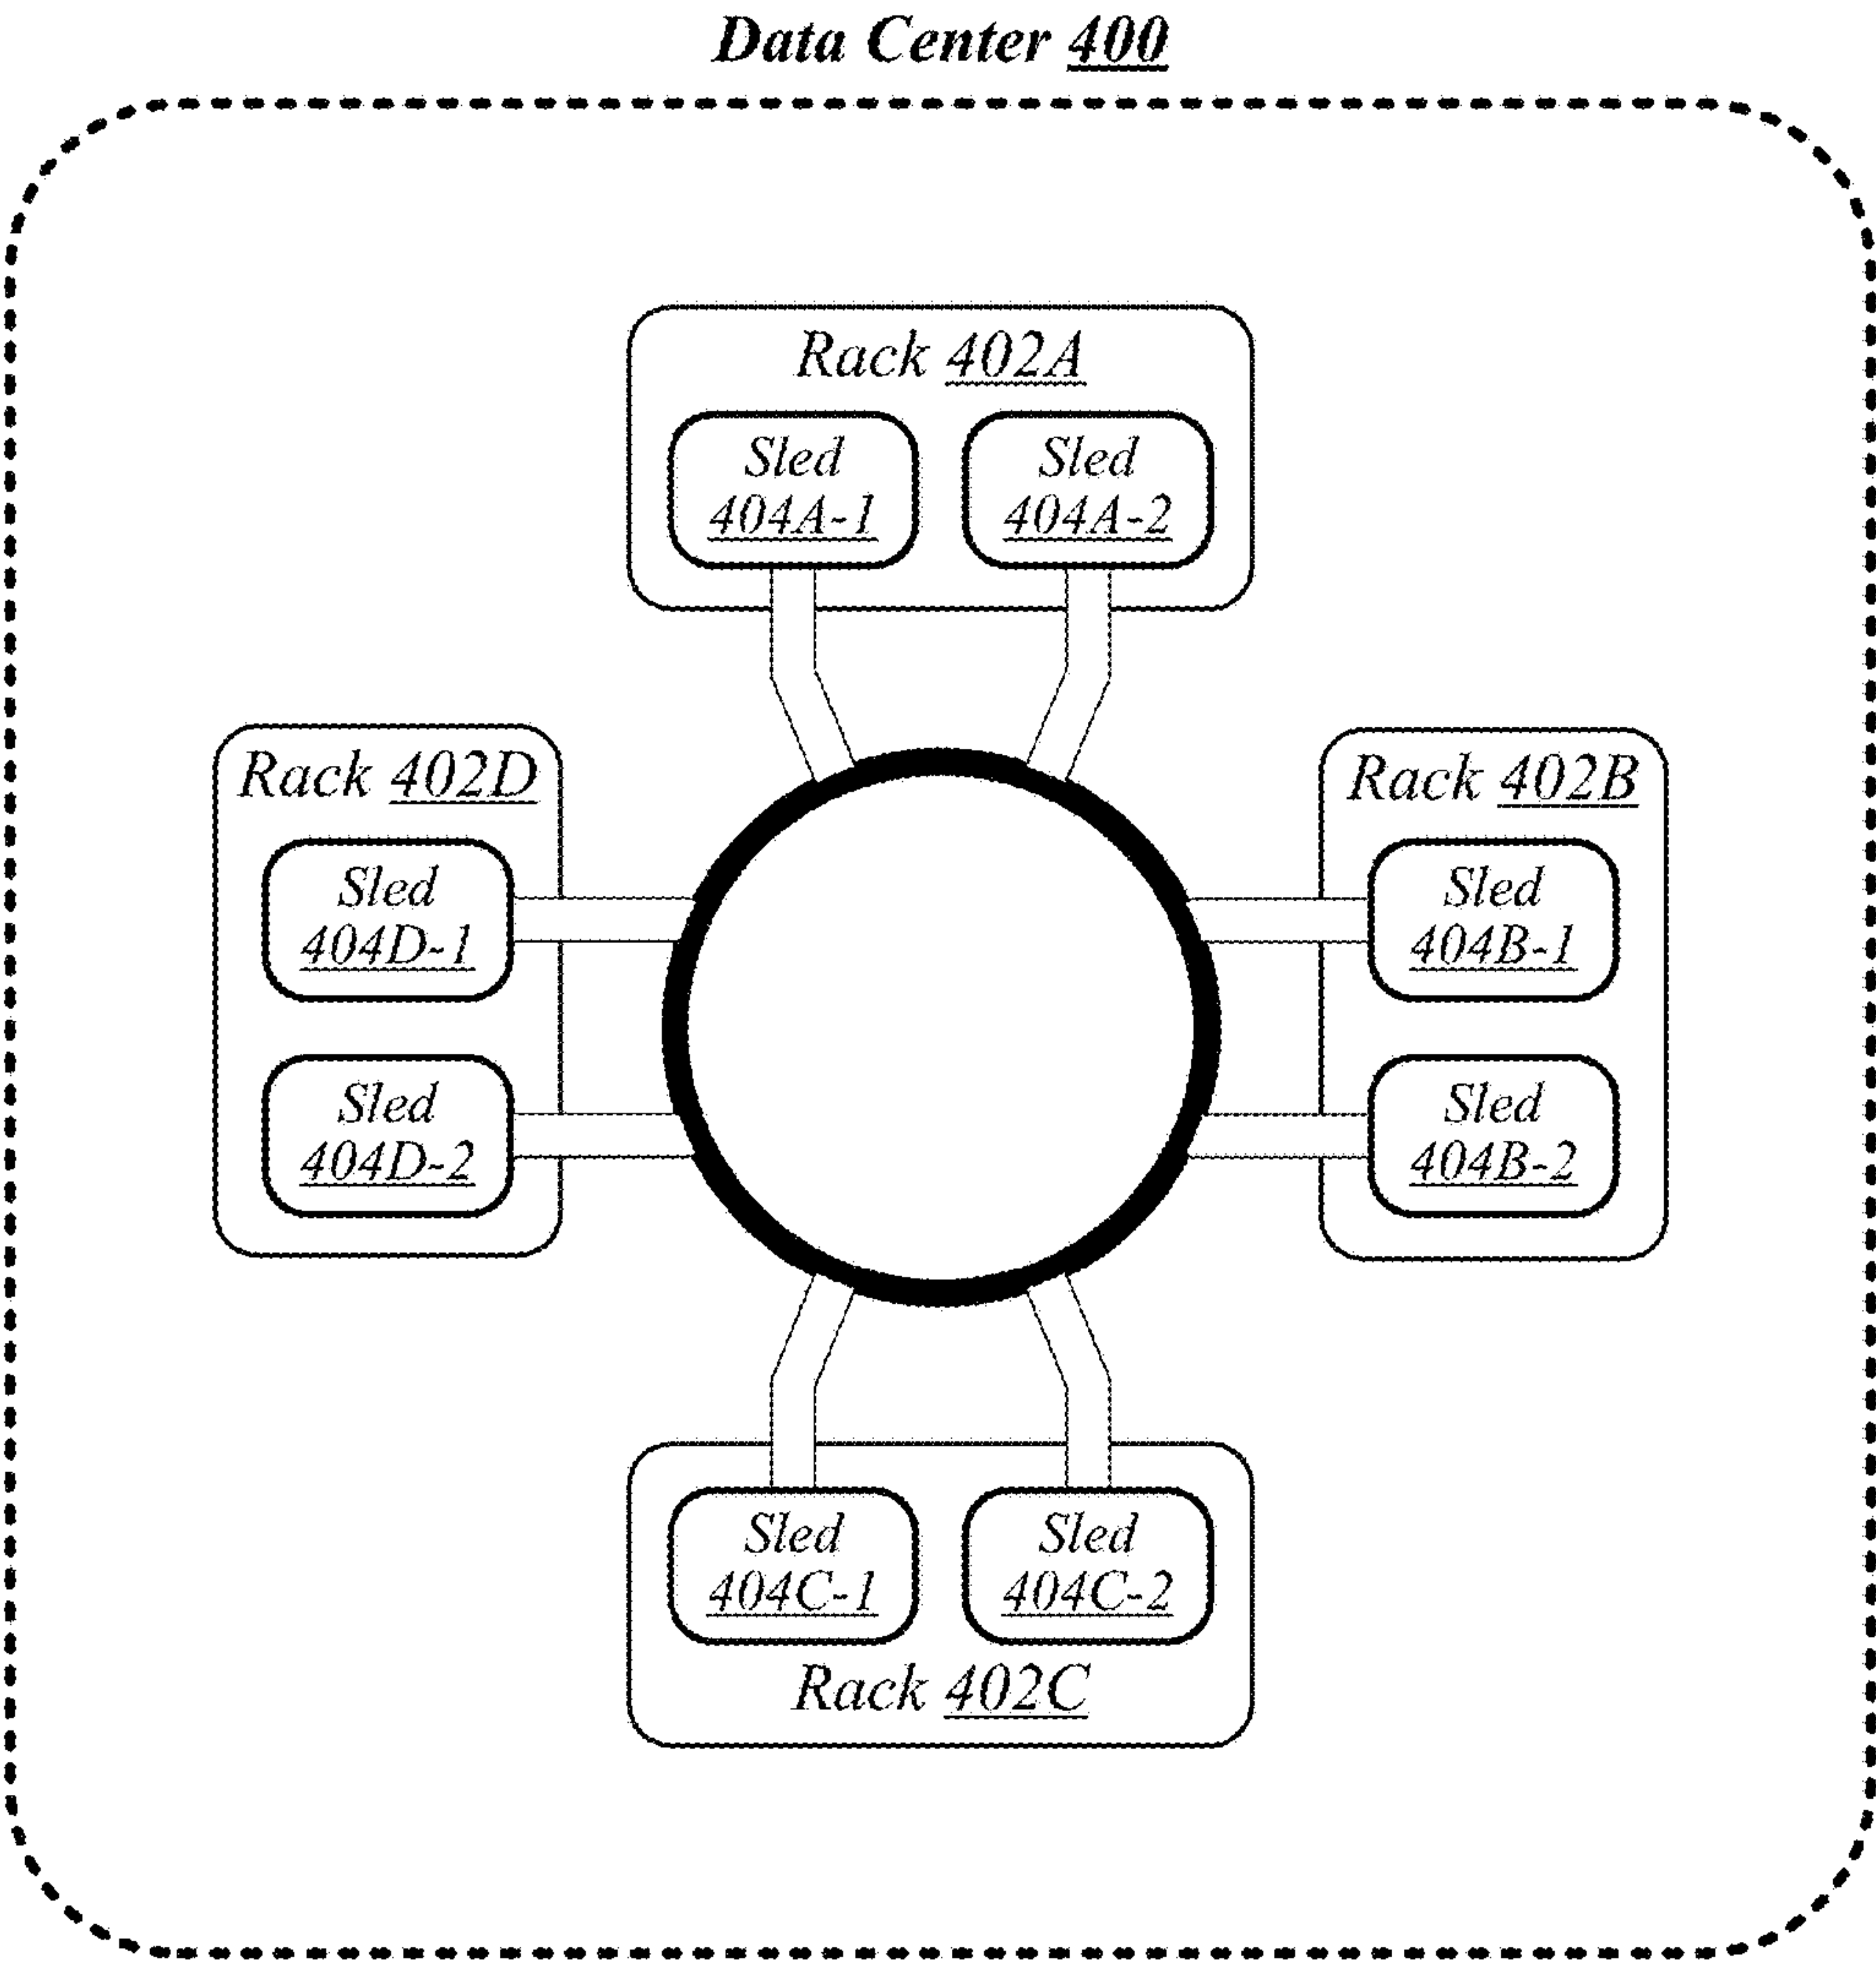 Data Center 400
Rack 402A
Sled
404A-1
Sled
404A-2
Rack 402D
Sled
404D-1
Sled
404D-2
Rack 402B
Sled
404B-1
Sled
404B-2
Sled
404C-1
Sled
404C-2
Rack 402C